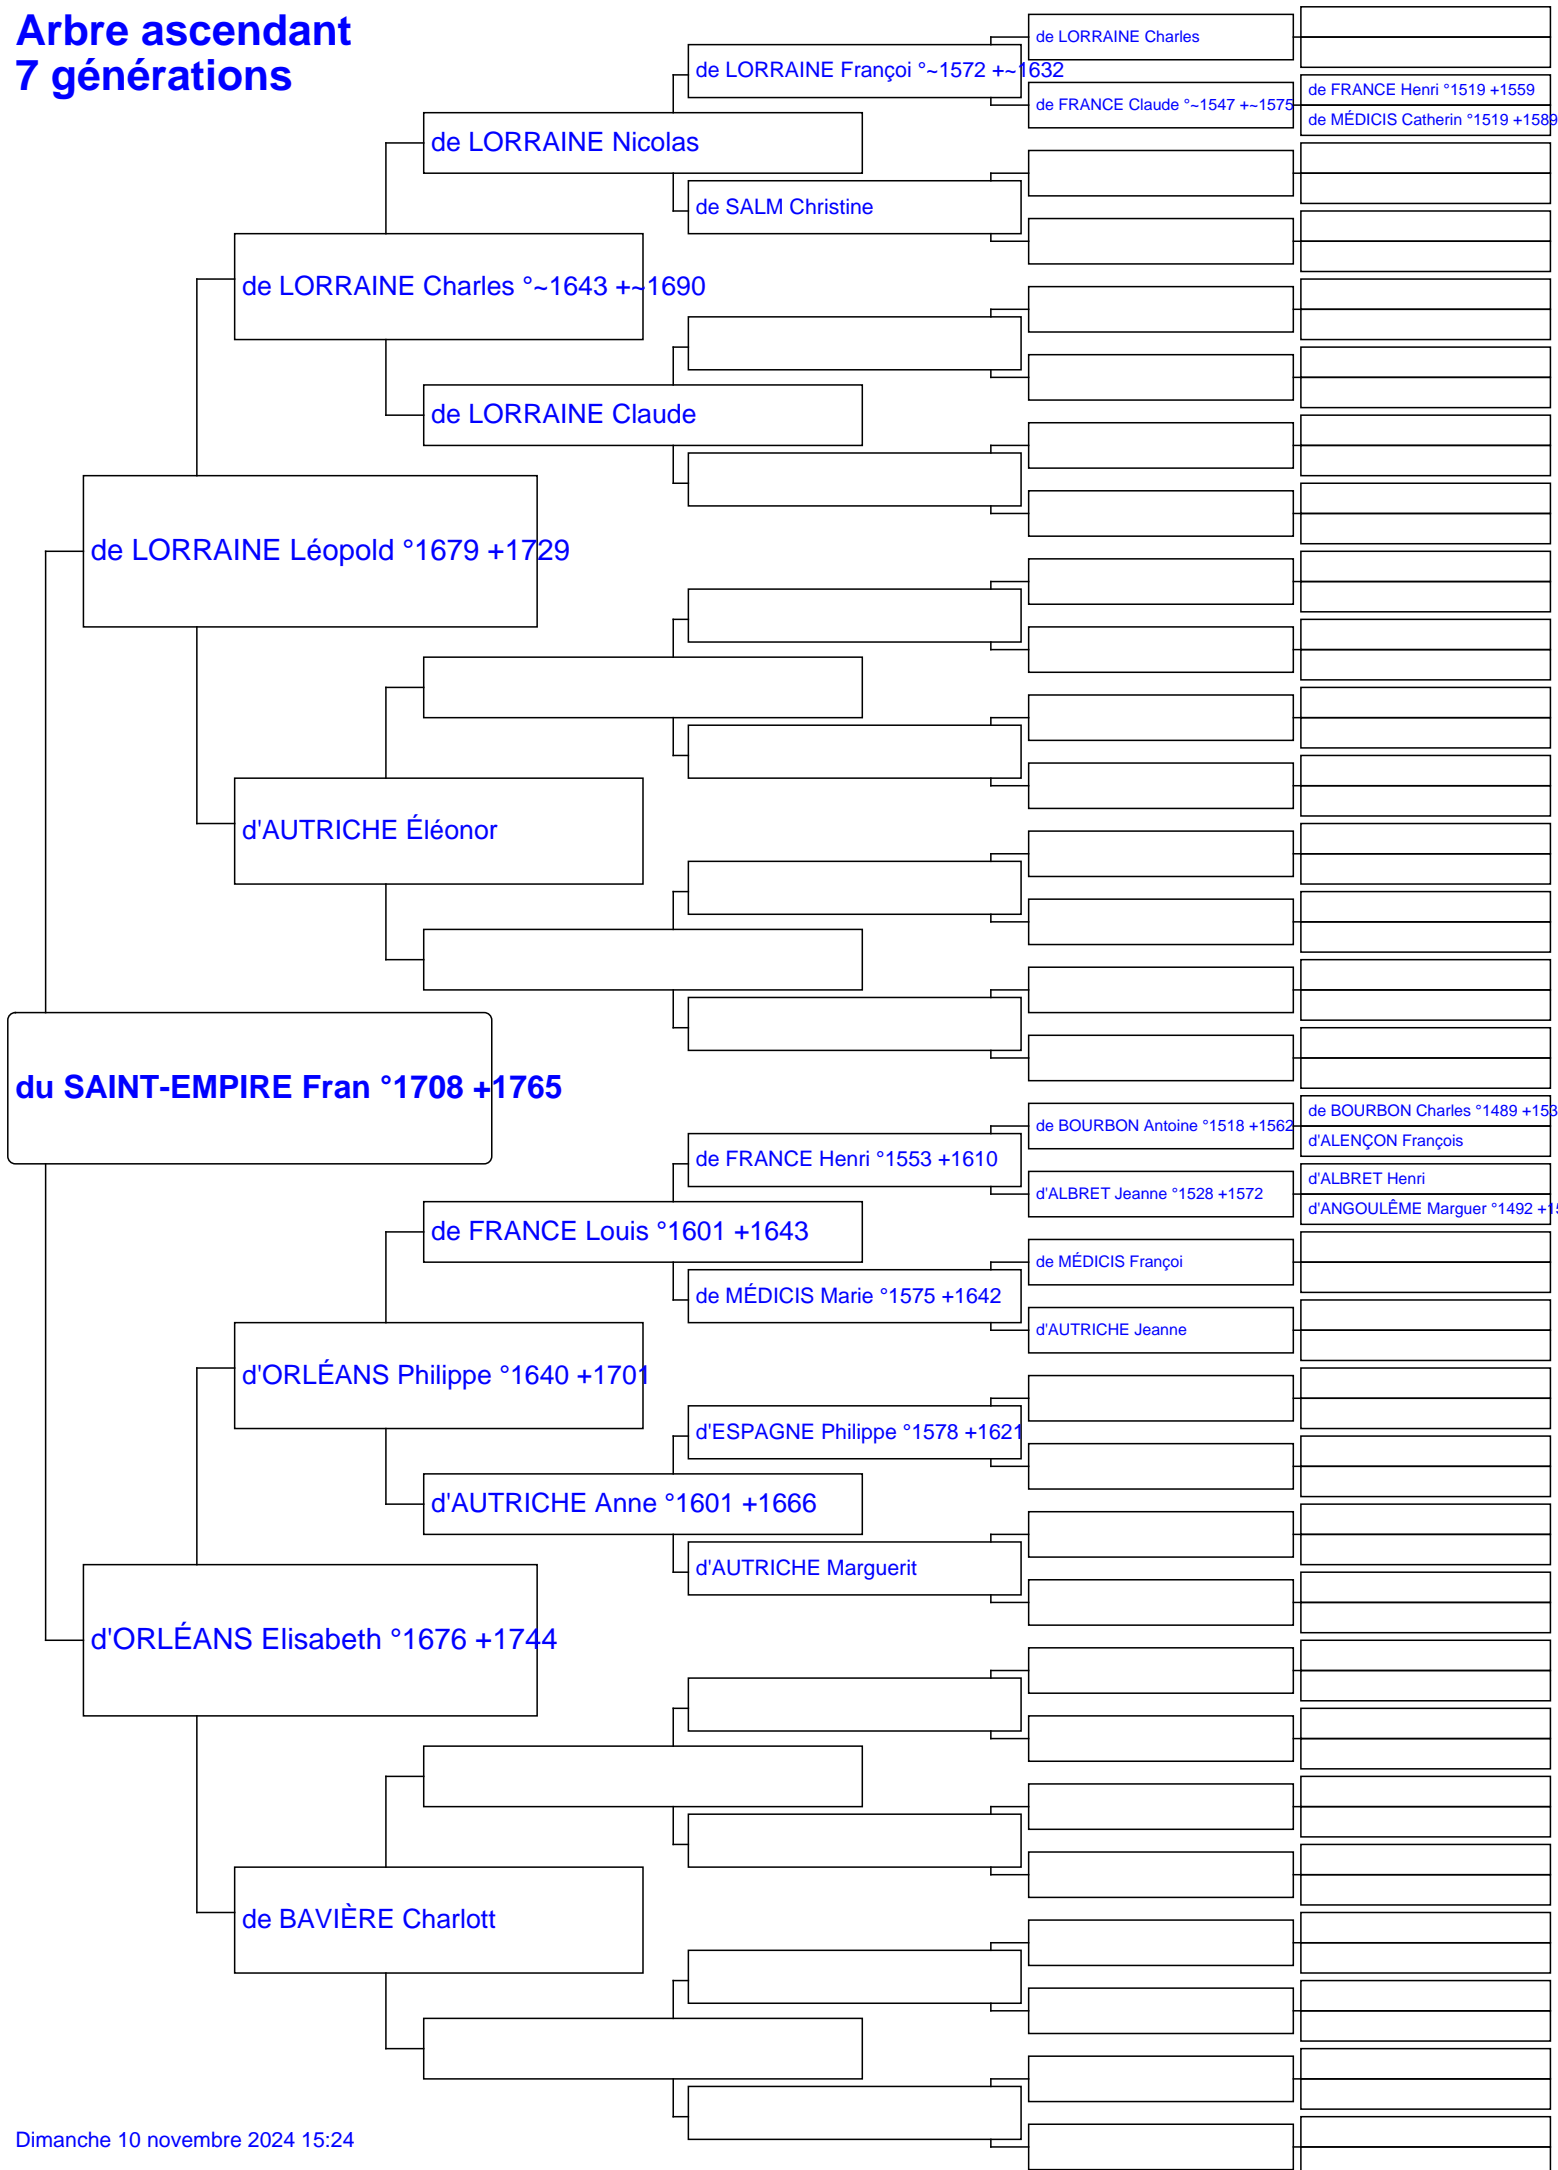 Arbre ascendant
7 générations
de LORRAINE Charles
de LORRAINE Françoi °~1572 +~1632
de FRANCE Henri °1519 +1559
de FRANCE Claude °~1547 +~1575
de MÉDICIS Catherin °1519 +1589
de LORRAINE Nicolas
de SALM Christine
de LORRAINE Charles °~1643 +~1690
de LORRAINE Claude
de LORRAINE Léopold °1679 +1729
d'AUTRICHE Éléonor
du SAINT-EMPIRE Fran °1708 +1765
de BOURBON Charles °1489 +153
de BOURBON Antoine °1518 +1562
d'ALENÇON François
de FRANCE Henri °1553 +1610
d'ALBRET Henri
d'ALBRET Jeanne °1528 +1572
d'ANGOULÊME Marguer °1492 +15
de FRANCE Louis °1601 +1643
de MÉDICIS Françoi
de MÉDICIS Marie °1575 +1642
d'AUTRICHE Jeanne
d'ORLÉANS Philippe °1640 +1701
d'ESPAGNE Philippe °1578 +1621
d'AUTRICHE Anne °1601 +1666
d'AUTRICHE Marguerit
d'ORLÉANS Elisabeth °1676 +1744
de BAVIÈRE Charlott
Dimanche 10 novembre 2024 15:24